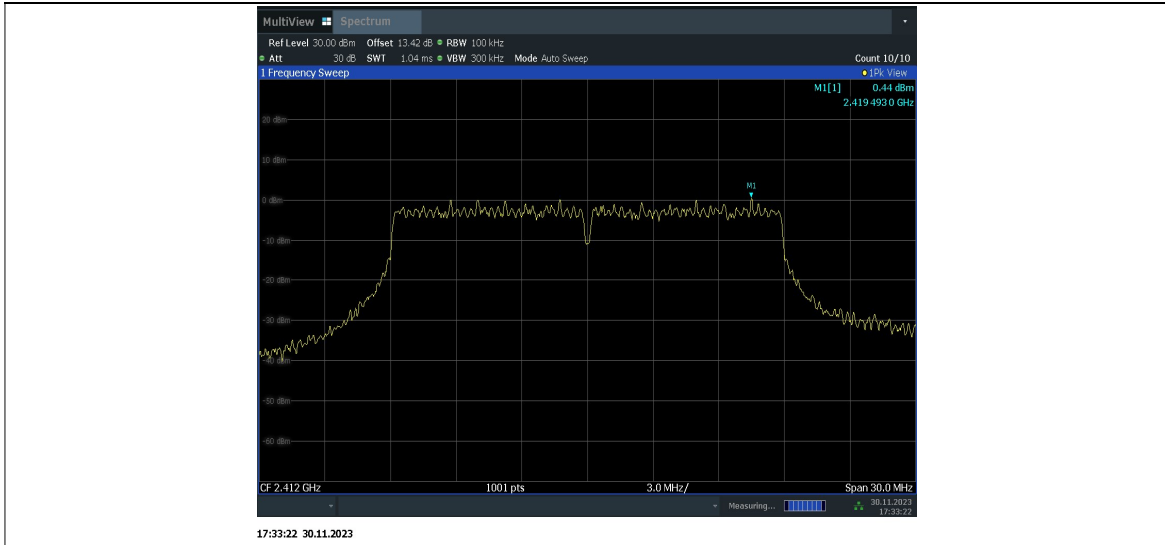 MultiView Spectrum
Ref Level 30.00 dBm Offset 13.42 dB RBW 100 kHz
Att 30 dB SWT 1.04 ms VBW 300 kHz Mode Auto Sweep Count 10/10
1 Frequency Sweep 1Pk View
M1[1] 0.44 dBm
2.419 493 0 GHz
20 dBm
10 dBm
M1
0 dBm
-10 dBm
-20 dBm
-30 dBm
-40 dBm
-50 dBm
-60 dBm
CF 2.412 GHz 1001 pts 3.0 MHz/ Span 30.0 MHz
Measuring... 30.11.2023
17:33:22
17:33:22 30.11.2023